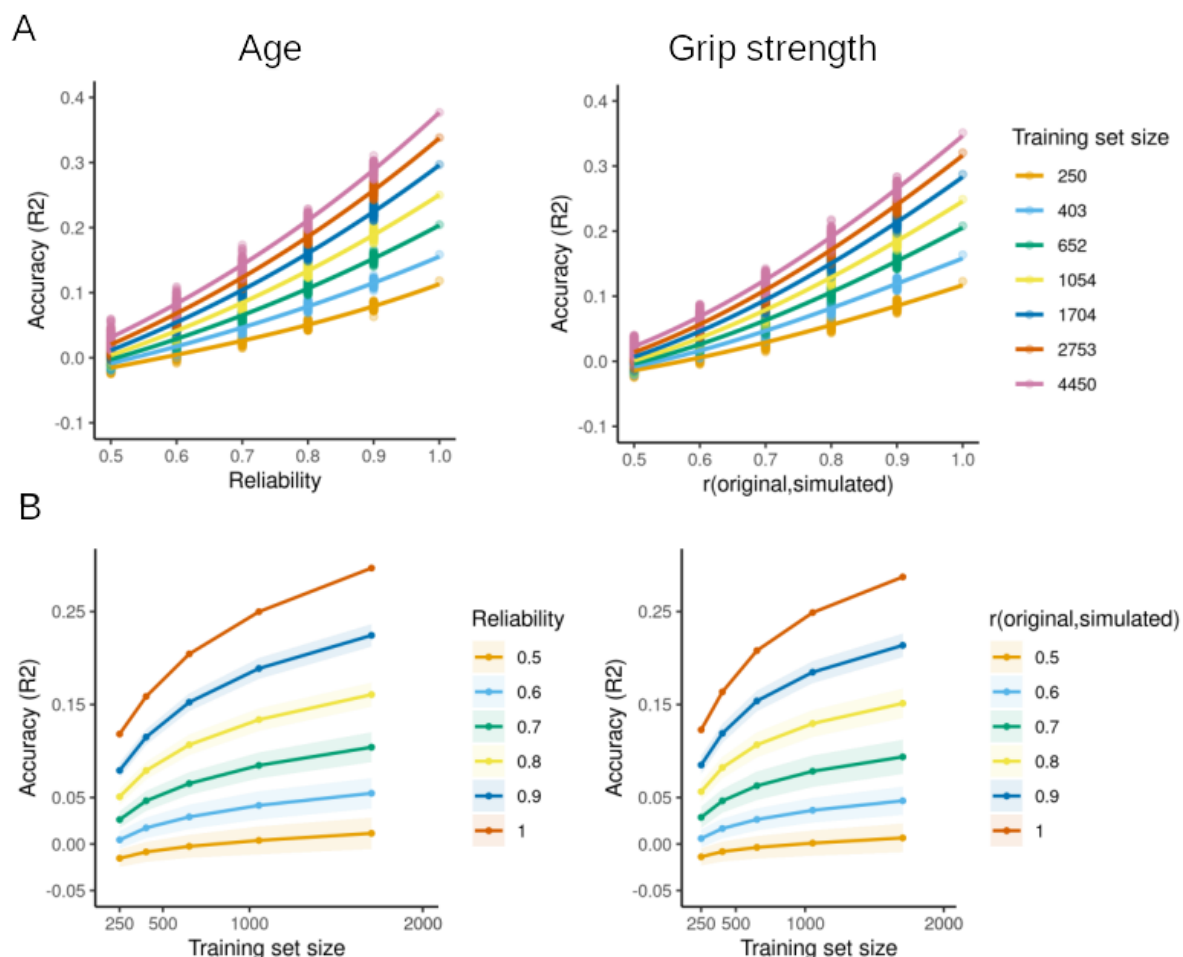 A
Age
Grip strength
Accuracy (R2)
0.4
0.3
0.2
0.1
0.0
-0.1
0.5 0.6 0.7 0.8 0.9 1.0
Reliability
Accuracy (R2)
0.4
0.3
0.2
0.1
0.0
-0.1
0.5 0.6 0.7 0.8 0.9 1.0
r(original,simulated)
Training set size
250
403
652
1054
1704
2753
4450
B
Accuracy (R2)
0.25
0.15
0.05
0.00
-0.05
250 500 1000 2000
Training set size
Reliability
0.5
0.6
0.7
0.8
0.9
1
Accuracy (R2)
0.25
0.15
0.05
0.00
-0.05
250 500 1000 2000
Training set size
r(original,simulated)
0.5
0.6
0.7
0.8
0.9
1